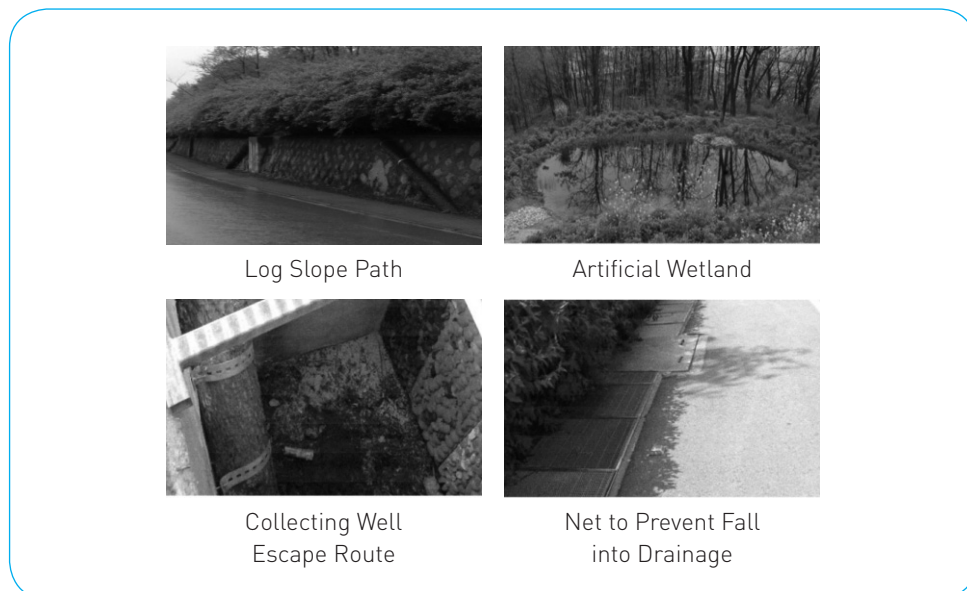 Log Slope Path
Artificial Wetland
Collecting Well
Escape Route
Net to Prevent Fall
into Drainage